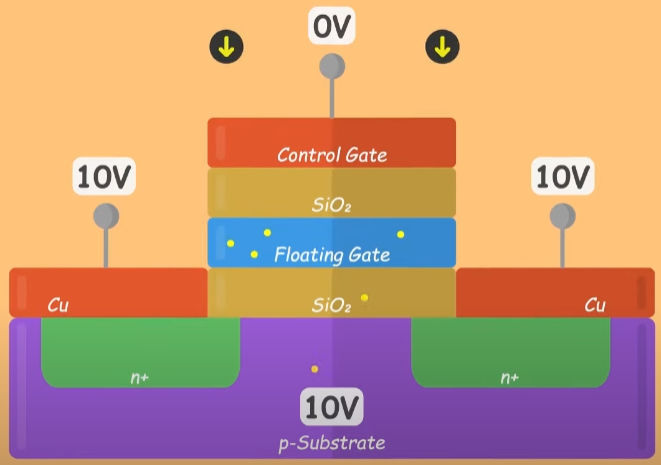 0V
10V
10V
Control Gate
SiO₂
Floating Gate
Cu
SiO₂
Cu
n+
n+
10V
p-Substrate